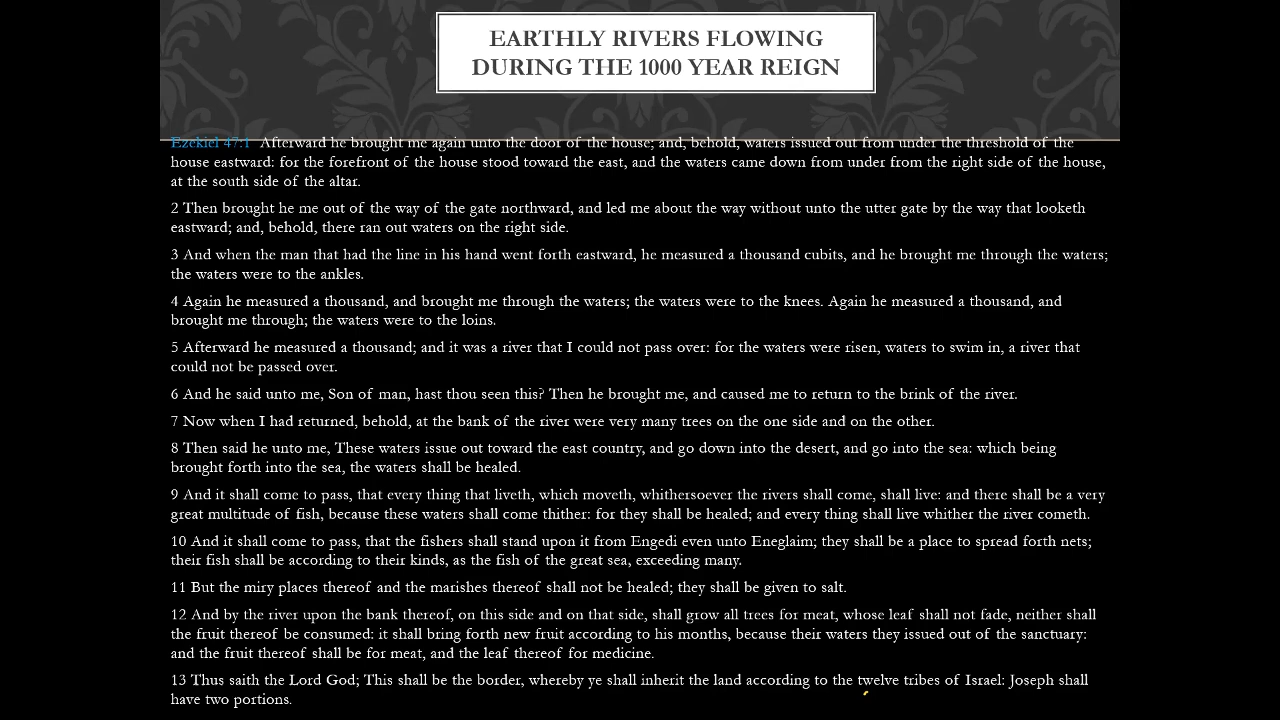 EARTHLY RIVERS FLOWING
DURING THE 1000 YEAR REIGN
Ezekiel 47:1 Afterward he brought me again unto the door of the house; and, behold, waters issued out from under the threshold of the
house eastward: for the forefront of the house stood toward the east, and the waters came down from under from the right side of the house,
at the south side of the altar.
2 Then brought he me out of the way of the gate northward, and led me about the way without unto the utter gate by the way that looketh
eastward; and, behold, there ran out waters on the right side.
3 And when the man that had the line in his hand went forth eastward, he measured a thousand cubits, and he brought me through the waters;
the waters were to the ankles.
4 Again he measured a thousand, and brought me through the waters; the waters were to the knees. Again he measured a thousand, and
brought me through; the waters were to the loins.
5 Afterward he measured a thousand; and it was a river that I could not pass over: for the waters were risen, waters to swim in, a river that
could not be passed over.
6 And he said unto me, Son of man, hast thou seen this? Then he brought me, and caused me to return to the brink of the river.
7 Now when I had returned, behold, at the bank of the river were very many trees on the one side and on the other.
8 Then said he unto me, These waters issue out toward the east country, and go down into the desert, and go into the sea: which being
brought forth into the sea, the waters shall be healed.
9 And it shall come to pass, that every thing that liveth, which moveth, whithersoever the rivers shall come, shall live: and there shall be a very
great multitude of fish, because these waters shall come thither: for they shall be healed; and every thing shall live whither the river cometh.
10 And it shall come to pass, that the fishers shall stand upon it from Engedi even unto Eneglaim; they shall be a place to spread forth nets;
their fish shall be according to their kinds, as the fish of the great sea, exceeding many.
11 But the miry places thereof and the marishes thereof shall not be healed; they shall be given to salt.
12 And by the river upon the bank thereof, on this side and on that side, shall grow all trees for meat, whose leaf shall not fade, neither shall
the fruit thereof be consumed: it shall bring forth new fruit according to his months, because their waters they issued out of the sanctuary:
and the fruit thereof shall be for meat, and the leaf thereof for medicine.
13 Thus saith the Lord God; This shall be the border, whereby ye shall inherit the land according to the twelve tribes of Israel: Joseph shall
have two portions.